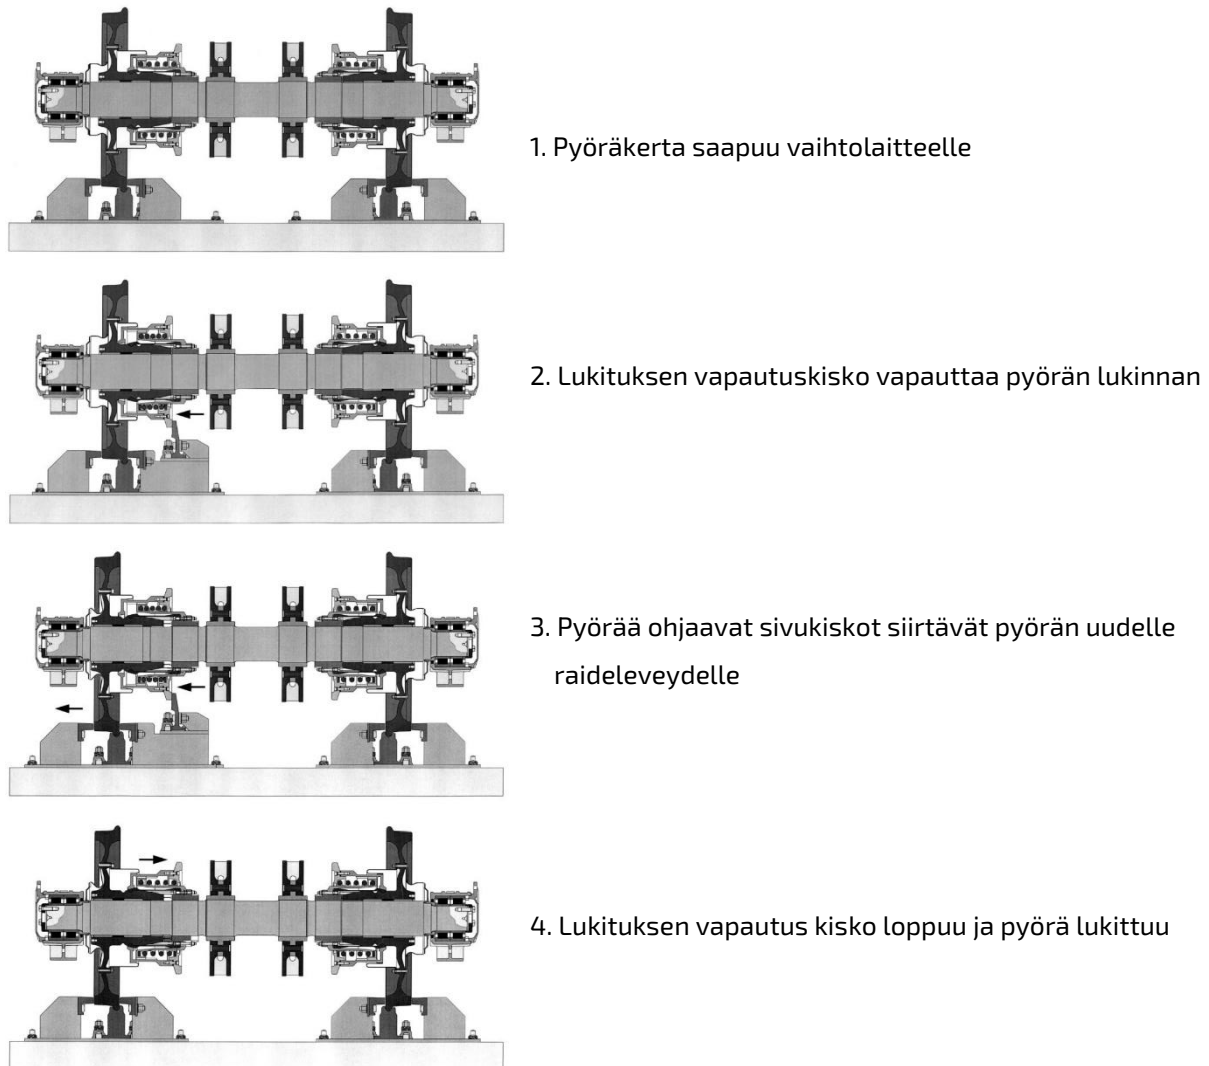 1. Pyöräkerta saapuu vaihtolaitteelle
2. Lukituksen vapautuskisko vapauttaa pyörän lukinnan
3. Pyörää ohjaavat sivukiskot siirtävät pyörän uudelle
raideleveydelle
4. Lukituksen vapautus kisko loppuu ja pyörä lukittuu